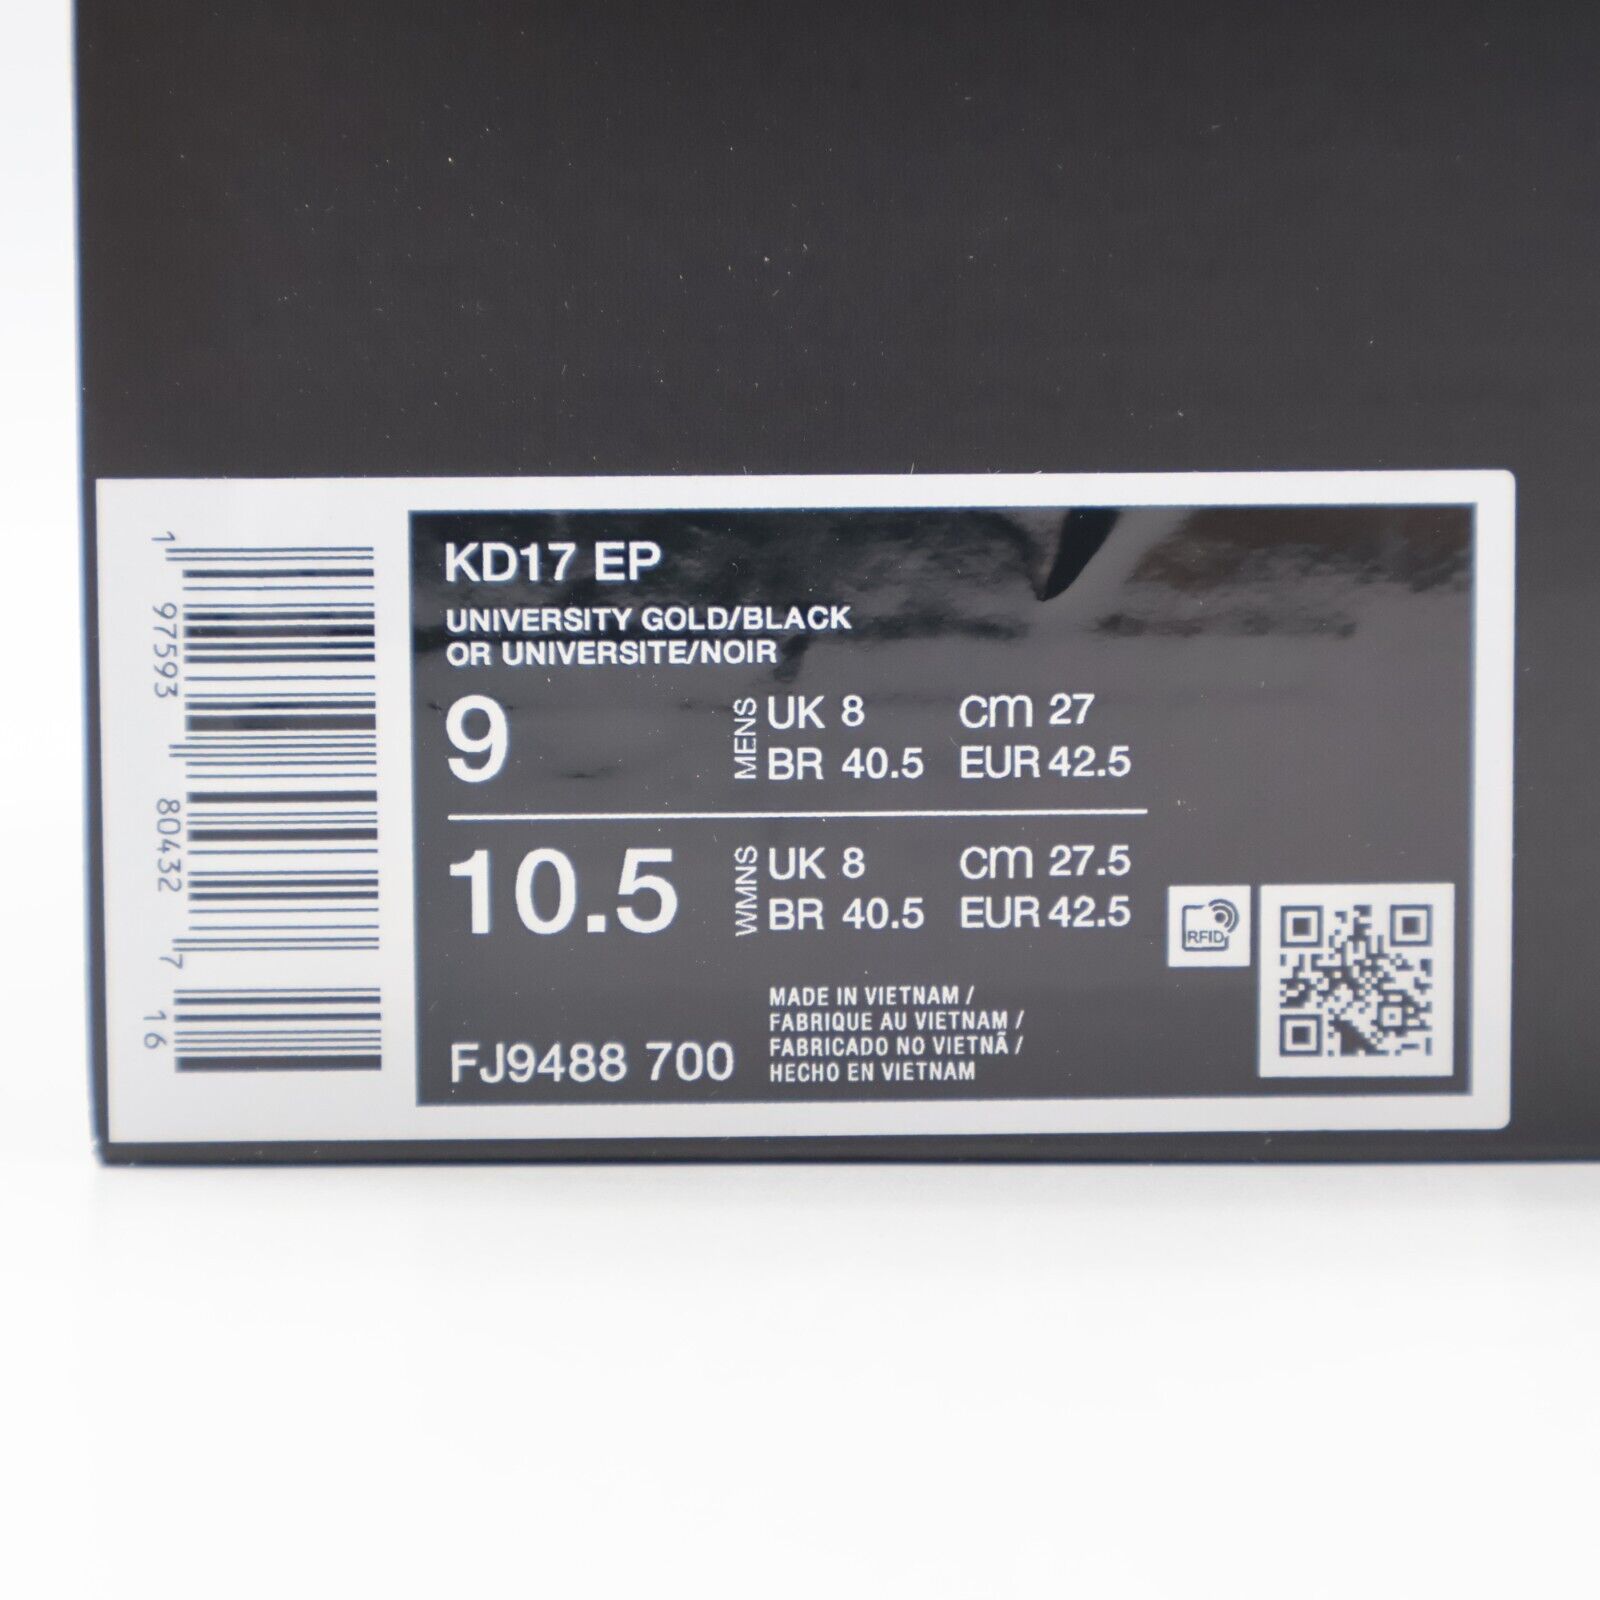 KD17 EP
UNIVERSITY GOLD/BLACK
OR UNIVERSITE/NOIR
9 MENS UK 8 CM 27
BR 40.5 EUR 42.5
10.5 WMNS UK 8 CM 27.5
BR 40.5 EUR 42.5
RFID
MADE IN VIETNAM /
FABRIQUE AU VIETNAM /
FABRICADO NO VIETNÃ /
HECHO EN VIETNAM
FJ9488 700
1 97593 80432 7 16